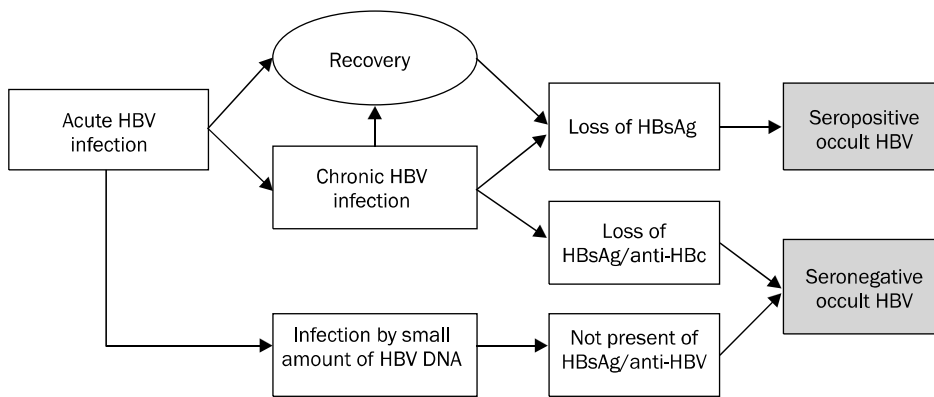 Recovery
Acute HBV
infection
Loss of HBsAg
Seropositive
occult HBV
Chronic HBV
infection
Loss of
HBsAg/anti-HBc
Seronegative
occult HBV
Infection by small
amount of HBV DNA
Not present of
HBsAg/anti-HBV